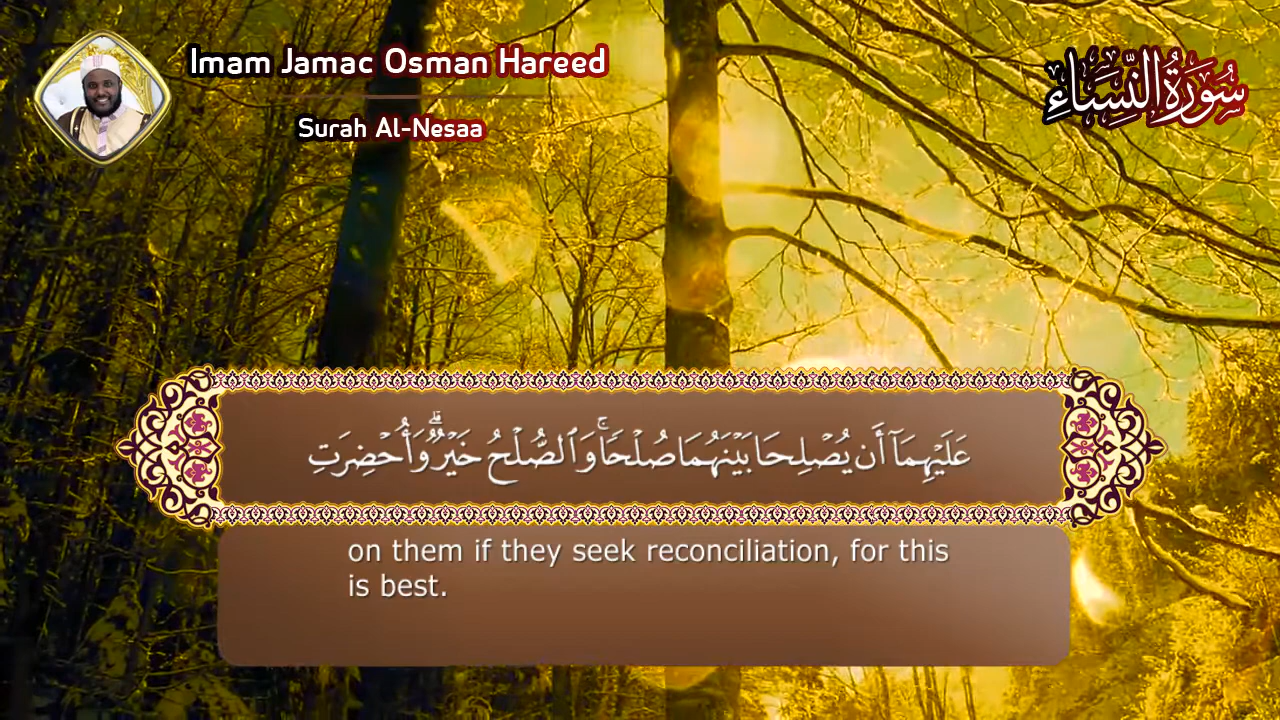 Imam Jamac Osman Hareed
Surah Al-Nesaa
سُورَةُ النِّسَاءِ
عَلَيْهِمَآ أَن يُصْلِحَا بَيْنَهُمَا صُلْحًاۚ وَٱلصُّلْحُ خَيْرٌۗ وَأُحْضِرَتِ
on them if they seek reconciliation, for this
is best.